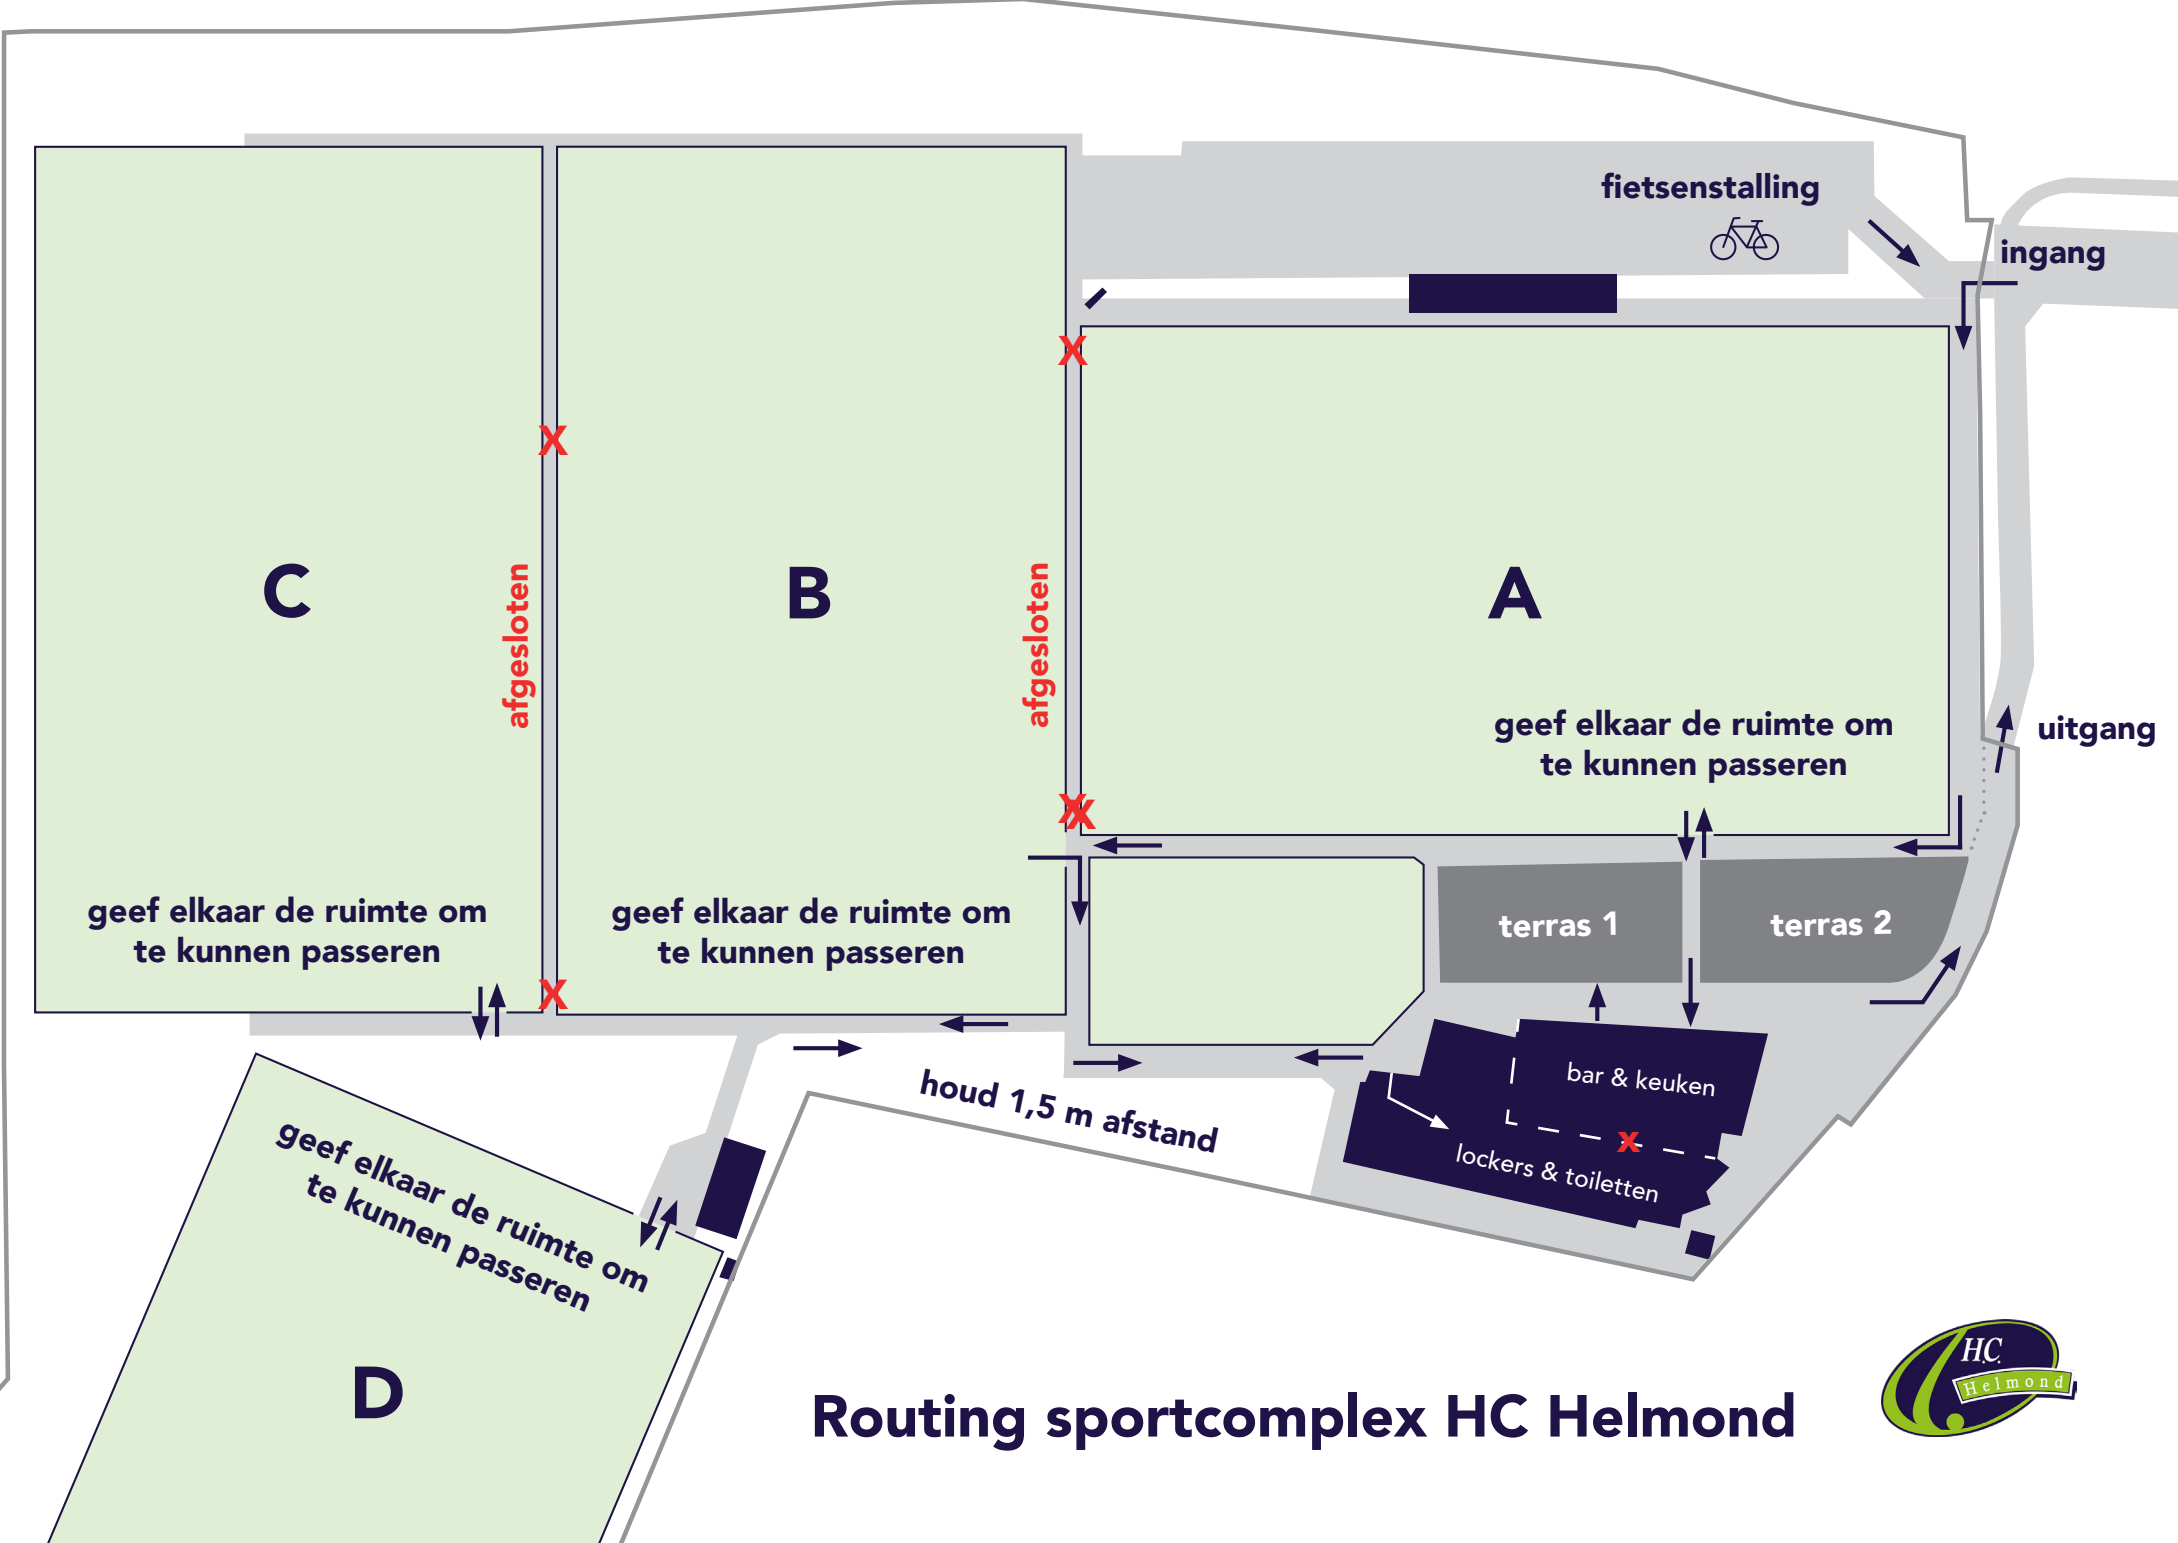 fietsenstalling
ingang
X
X
C
B
A
afgesloten
afgesloten
geef elkaar de ruimte om
te kunnen passeren
uitgang
X
X
geef elkaar de ruimte om
te kunnen passeren
geef elkaar de ruimte om
te kunnen passeren
terras 1
terras 2
X
bar & keuken
houd 1,5 m afstand
x
lockers & toiletten
geef elkaar de ruimte om
te kunnen passeren
D
Routing sportcomplex HC Helmond
H.C.
Helmond